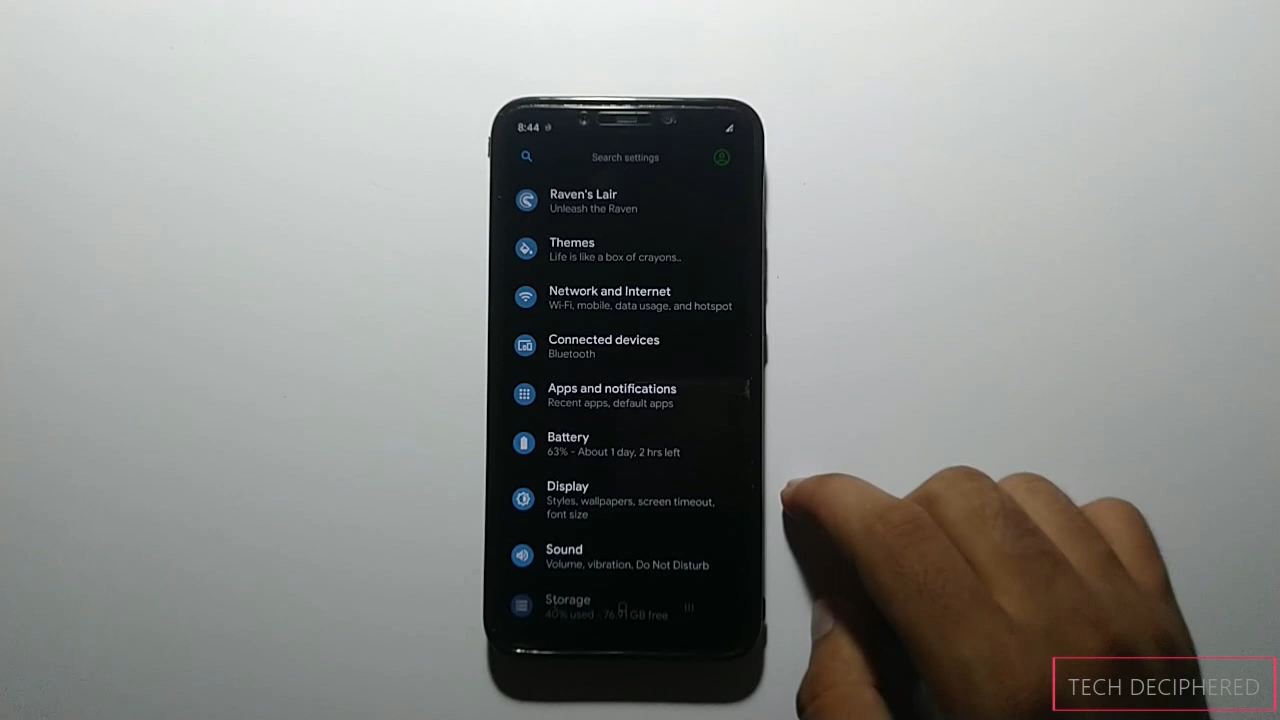 8:44
Search settings
Raven's Lair
Unleash the Raven
Themes
Life is like a box of crayons..
Network and Internet
Wi-Fi, mobile, data usage, and hotspot
Connected devices
Bluetooth
Apps and notifications
Recent apps, default apps
Battery
63% - About 1 day, 2 hrs left
Display
Styles, wallpapers, screen timeout,
font size
Sound
Volume, vibration, Do Not Disturb
Storage
40% used - 76.91 GB free
TECH DECIPHERED